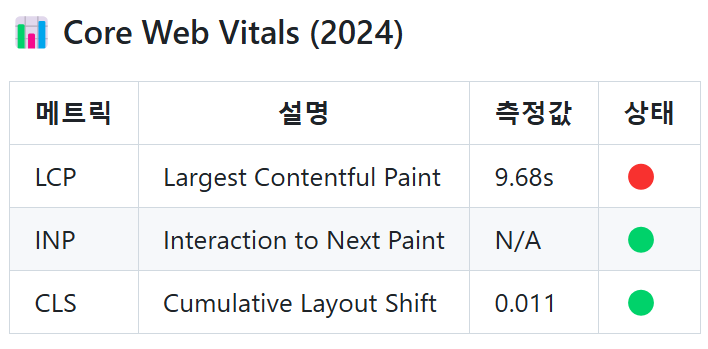 Core Web Vitals (2024)
메트릭 설명 측정값 상태
LCP Largest Contentful Paint 9.68s
INP Interaction to Next Paint N/A
CLS Cumulative Layout Shift 0.011